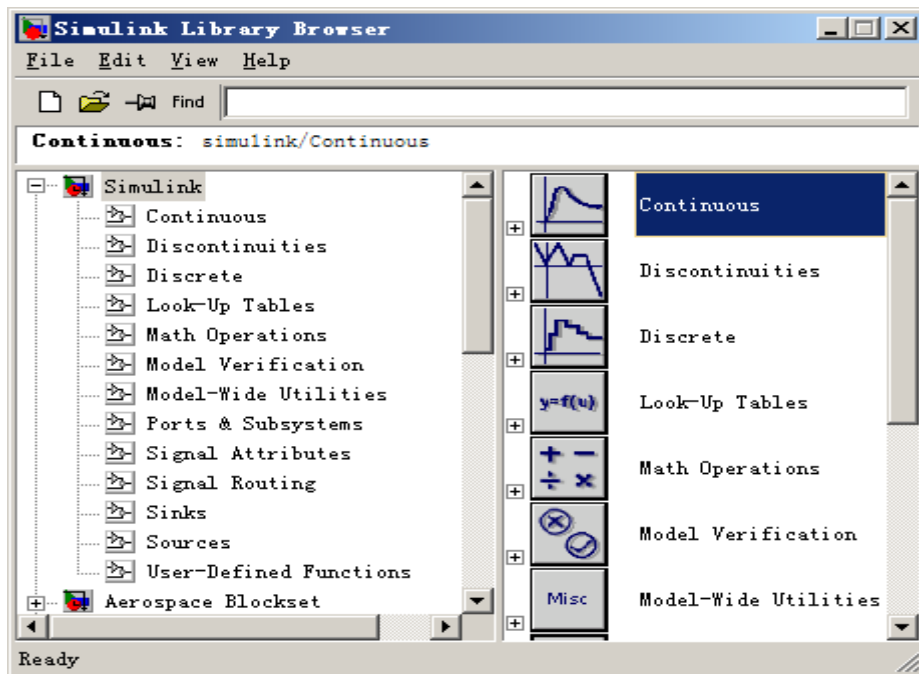 Simulink Library Browser
File Edit View Help
Find
Continuous: simulink/Continuous
Simulink
Continuous
Discontinuities
Discrete
Look-Up Tables
Math Operations
Model Verification
Model-Wide Utilities
Ports & Subsystems
Signal Attributes
Signal Routing
Sinks
Sources
User-Defined Functions
Aerospace Blockset
Continuous
Discontinuities
Discrete
y=f(u) Look-Up Tables
+ − ÷ × Math Operations
Model Verification
Misc Model-Wide Utilities
Ready